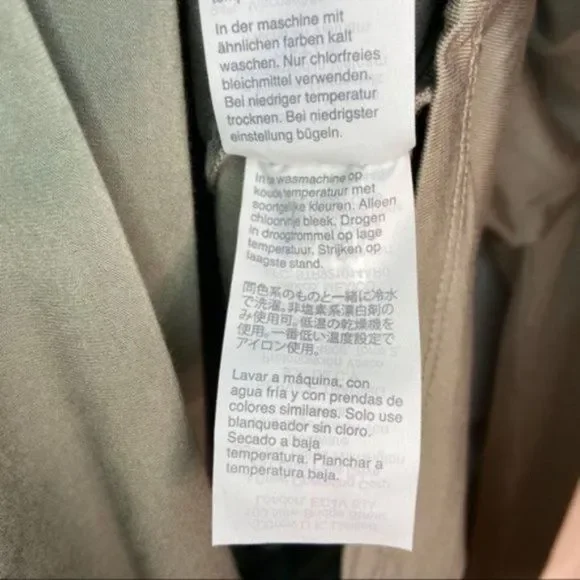 In der maschine mit
ähnlichen farben kalt
waschen. Nur chlorfreies
bleichmittel verwenden.
Bei niedriger temperatur
trocknen. Bei niedrigster
einstellung bügeln.
In wasmachine op
temperatuur met
soortgelijke kleuren. Alleen
bleek. Drogen
in droogtrommel op lage
temperatuur. Strijken op
laagste stand.
同色系のものと一緒に冷水
で洗濯。非塩素系漂白剤の
み使用可。低温の乾燥機を
使用。一番低い温度設定で
アイロン使用。
Lavar a máquina, con
agua fría y con prendas de
colores similares. Solo use
blanqueador sin cloro.
Secado a baja
temperatura. Planchar a
temperatura baja.